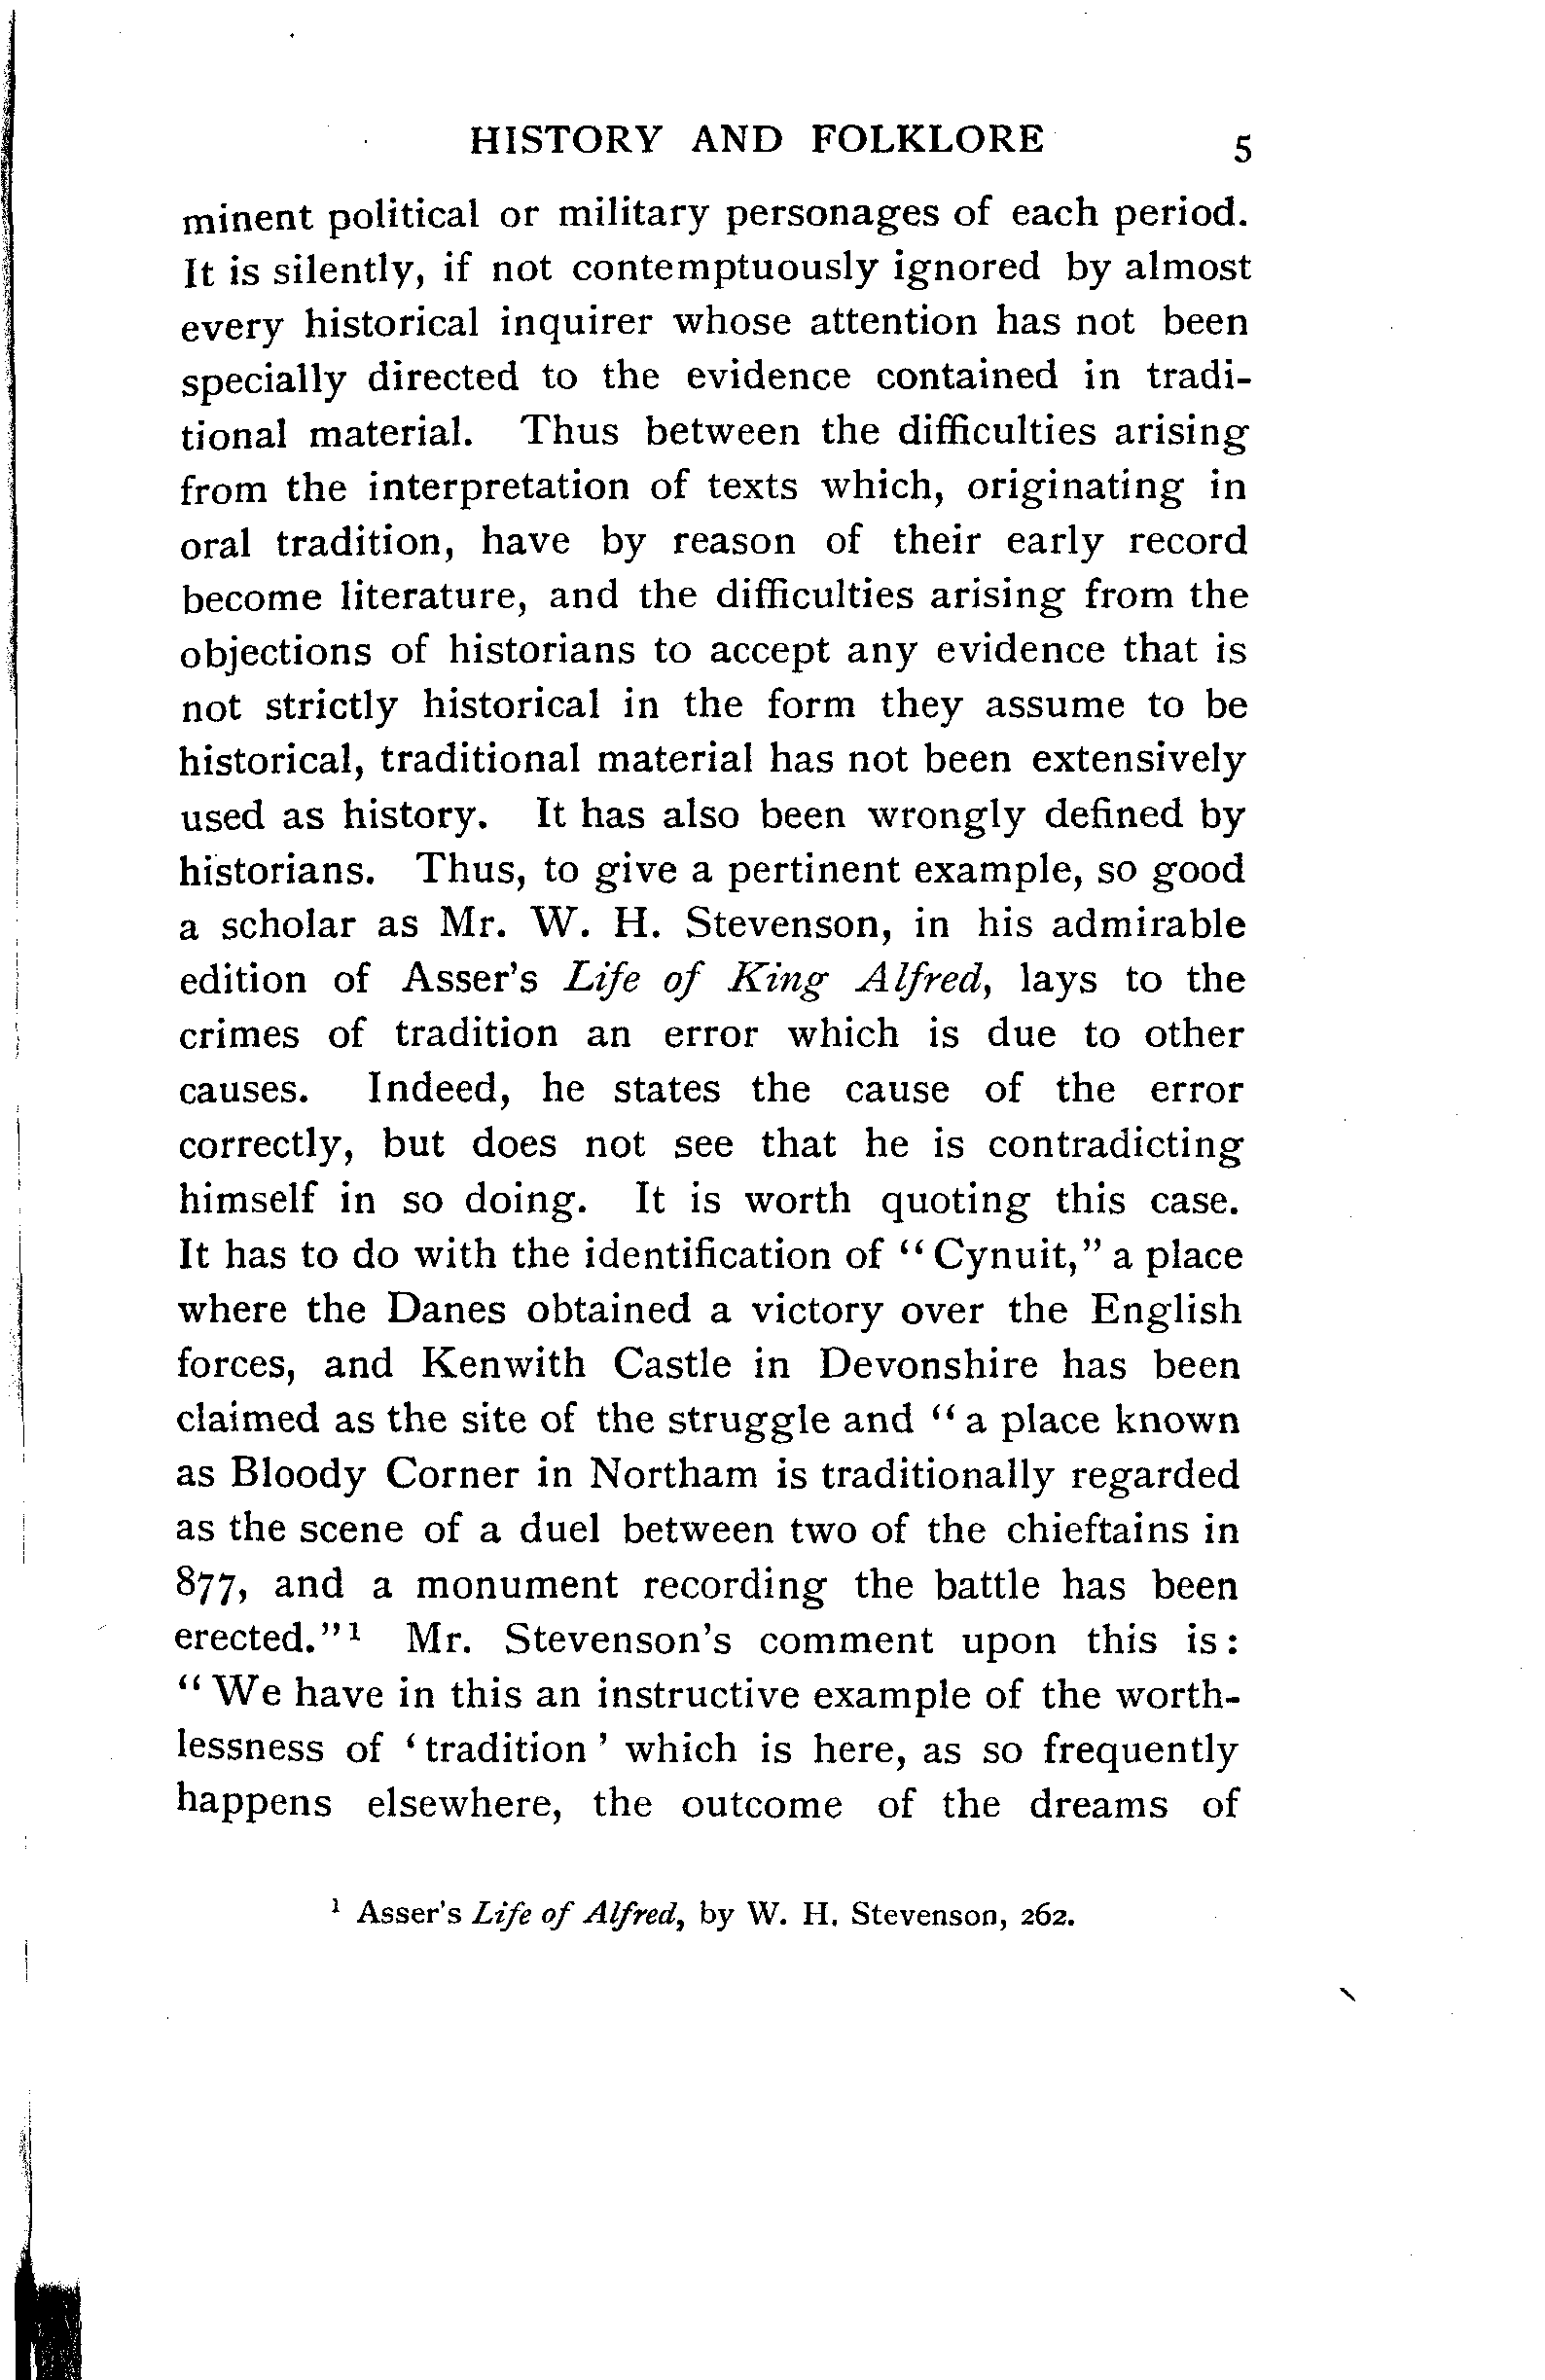 HISTORY AND FOLKLORE 5
minent political or military personages of each period.
It is silently, if not contemptuously ignored by almost
every historical inquirer whose attention has not been
specially directed to the evidence contained in tradi-
tional material. Thus between the difficulties arising
from the interpretation of texts which, originating in
oral tradition, have by reason of their early record
become literature, and the difficulties arising from the
objections of historians to accept any evidence that is
not strictly historical in the form they assume to be
historical, traditional material has not been extensively
used as history. It has also been wrongly defined by
historians. Thus, to give a pertinent example, so good
a scholar as Mr. W. H. Stevenson, in his admirable
edition of Asser's Life of King Alfred, lays to the
crimes of tradition an error which is due to other
causes. Indeed, he states the cause of the error
correctly, but does not see that he is contradicting
himself in so doing. It is worth quoting this case.
It has to do with the identification of “Cynuit,” a place
where the Danes obtained a victory over the English
forces, and Kenwith Castle in Devonshire has been
claimed as the site of the struggle and “a place known
as Bloody Corner in Northam is traditionally regarded
as the scene of a duel between two of the chieftains in
877, and a monument recording the battle has been
erected.”¹ Mr. Stevenson's comment upon this is:
“We have in this an instructive example of the worth-
lessness of ‘tradition’ which is here, as so frequently
happens elsewhere, the outcome of the dreams of
¹ Asser's Life of Alfred, by W. H. Stevenson, 262.